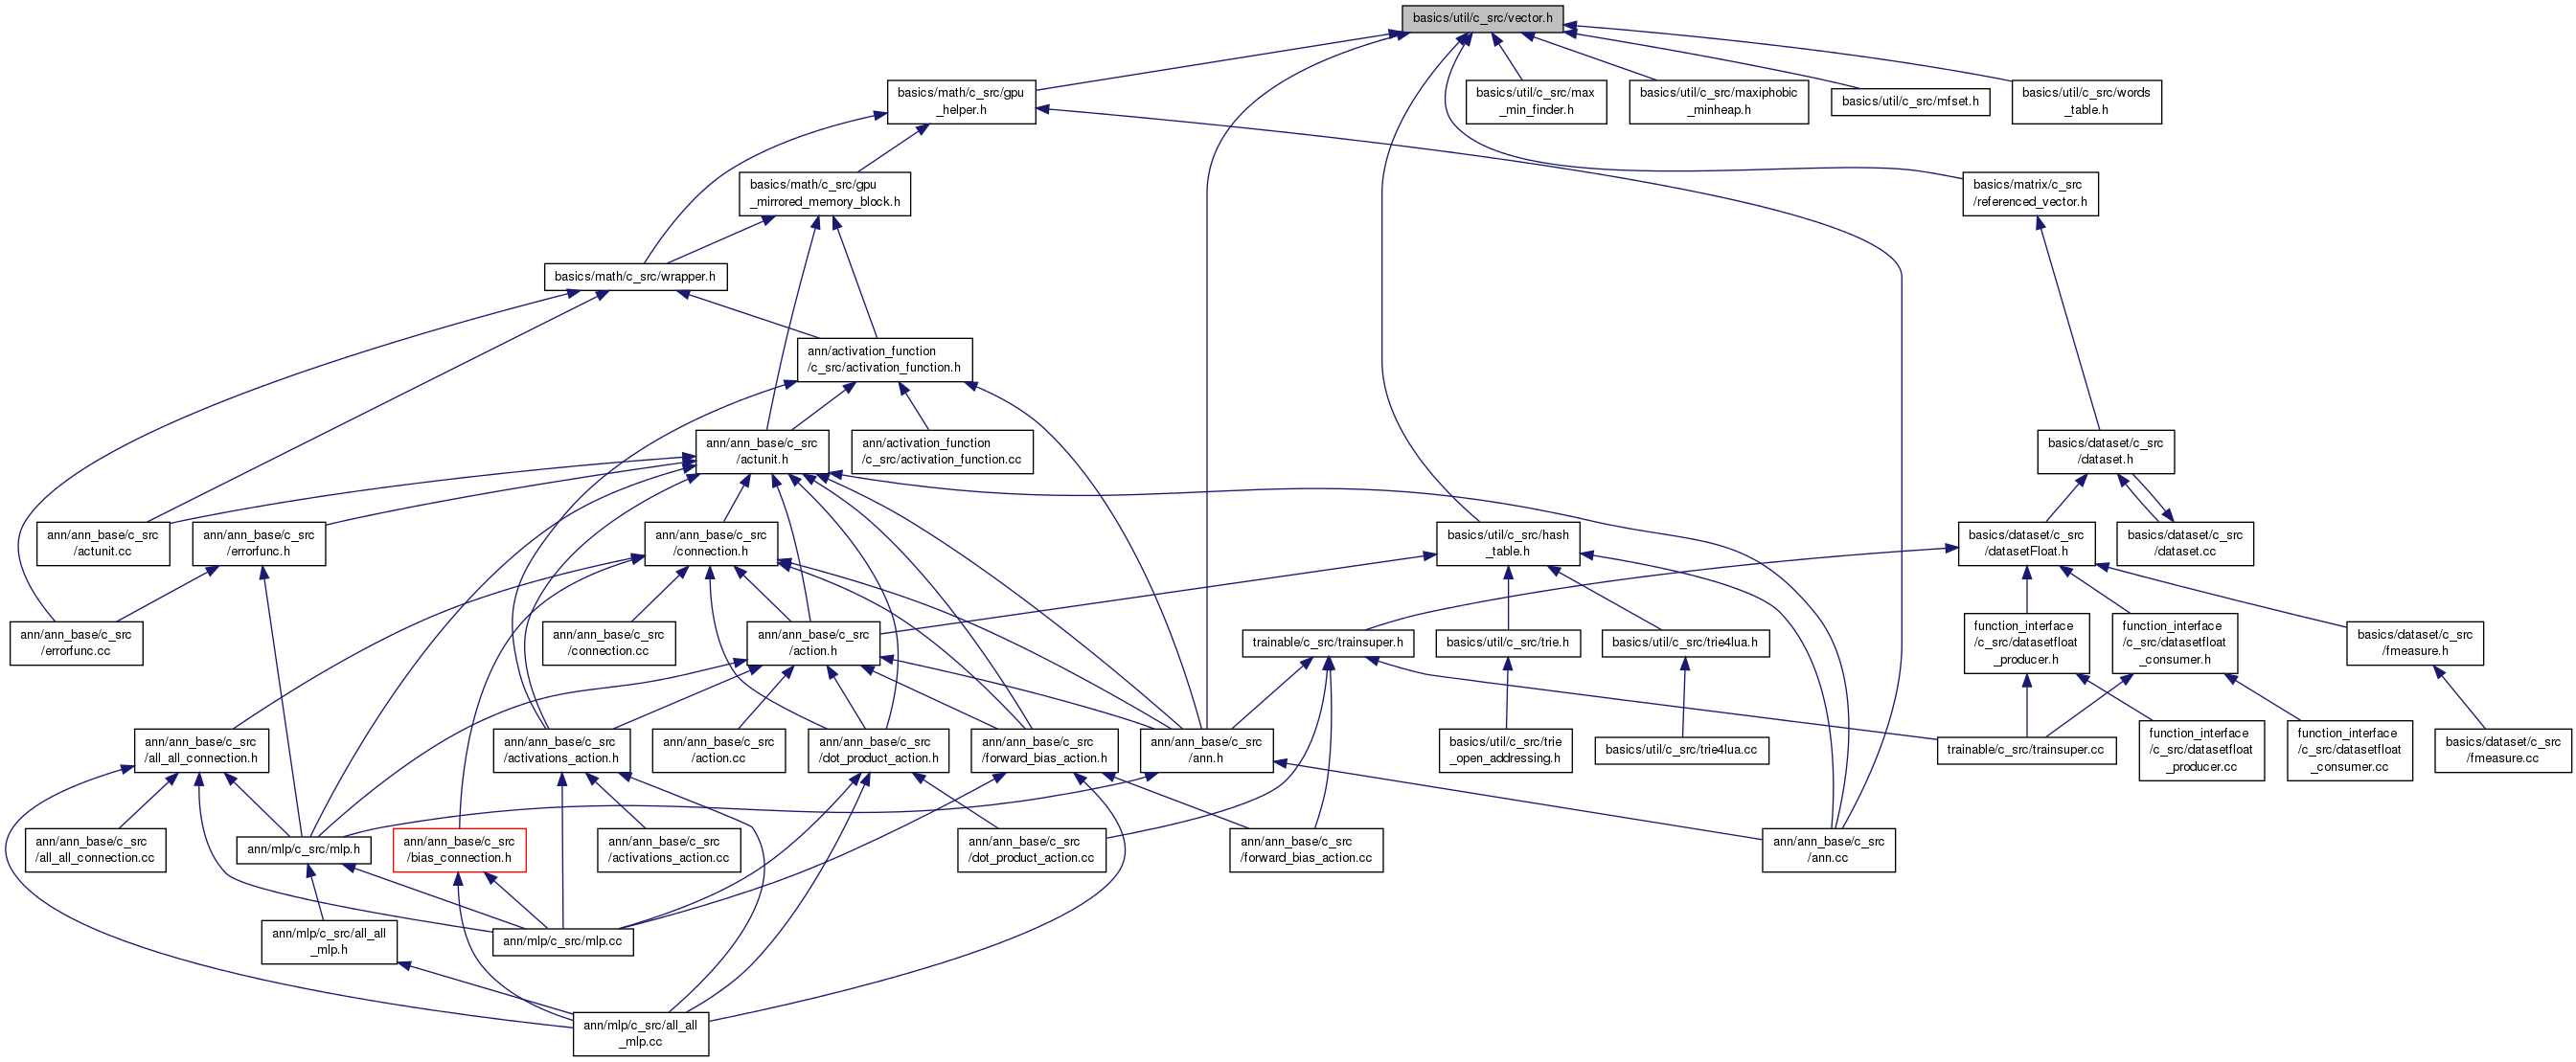 basics/util/c_src/vector.h
basics/math/c_src/gpu
_helper.h
basics/util/c_src/max
_min_finder.h
basics/util/c_src/maxiphobic
_minheap.h
basics/util/c_src/mfset.h
basics/util/c_src/words
_table.h
basics/math/c_src/gpu
_mirrored_memory_block.h
basics/matrix/c_src
/referenced_vector.h
basics/math/c_src/wrapper.h
ann/activation_function
/c_src/activation_function.h
ann/ann_base/c_src
/actunit.h
ann/activation_function
/c_src/activation_function.cc
basics/dataset/c_src
/dataset.h
ann/ann_base/c_src
/actunit.cc
ann/ann_base/c_src
/errorfunc.h
ann/ann_base/c_src
/connection.h
basics/util/c_src/hash
_table.h
basics/dataset/c_src
/datasetFloat.h
basics/dataset/c_src
/dataset.cc
ann/ann_base/c_src
/errorfunc.cc
ann/ann_base/c_src
/connection.cc
ann/ann_base/c_src
/action.h
trainable/c_src/trainsuper.h
basics/util/c_src/trie.h
basics/util/c_src/trie4lua.h
function_interface
/c_src/datasetfloat
_producer.h
function_interface
/c_src/datasetfloat
_consumer.h
basics/dataset/c_src
/fmeasure.h
ann/ann_base/c_src
/all_all_connection.h
ann/ann_base/c_src
/activations_action.h
ann/ann_base/c_src
/action.cc
ann/ann_base/c_src
/dot_product_action.h
ann/ann_base/c_src
/forward_bias_action.h
ann/ann_base/c_src
/ann.h
basics/util/c_src/trie
_open_addressing.h
basics/util/c_src/trie4lua.cc
trainable/c_src/trainsuper.cc
function_interface
/c_src/datasetfloat
_producer.cc
function_interface
/c_src/datasetfloat
_consumer.cc
basics/dataset/c_src
/fmeasure.cc
ann/ann_base/c_src
/all_all_connection.cc
ann/mlp/c_src/mlp.h
ann/ann_base/c_src
/bias_connection.h
ann/ann_base/c_src
/activations_action.cc
ann/ann_base/c_src
/dot_product_action.cc
ann/ann_base/c_src
/forward_bias_action.cc
ann/ann_base/c_src
/ann.cc
ann/mlp/c_src/all_all
_mlp.h
ann/mlp/c_src/mlp.cc
ann/mlp/c_src/all_all
_mlp.cc